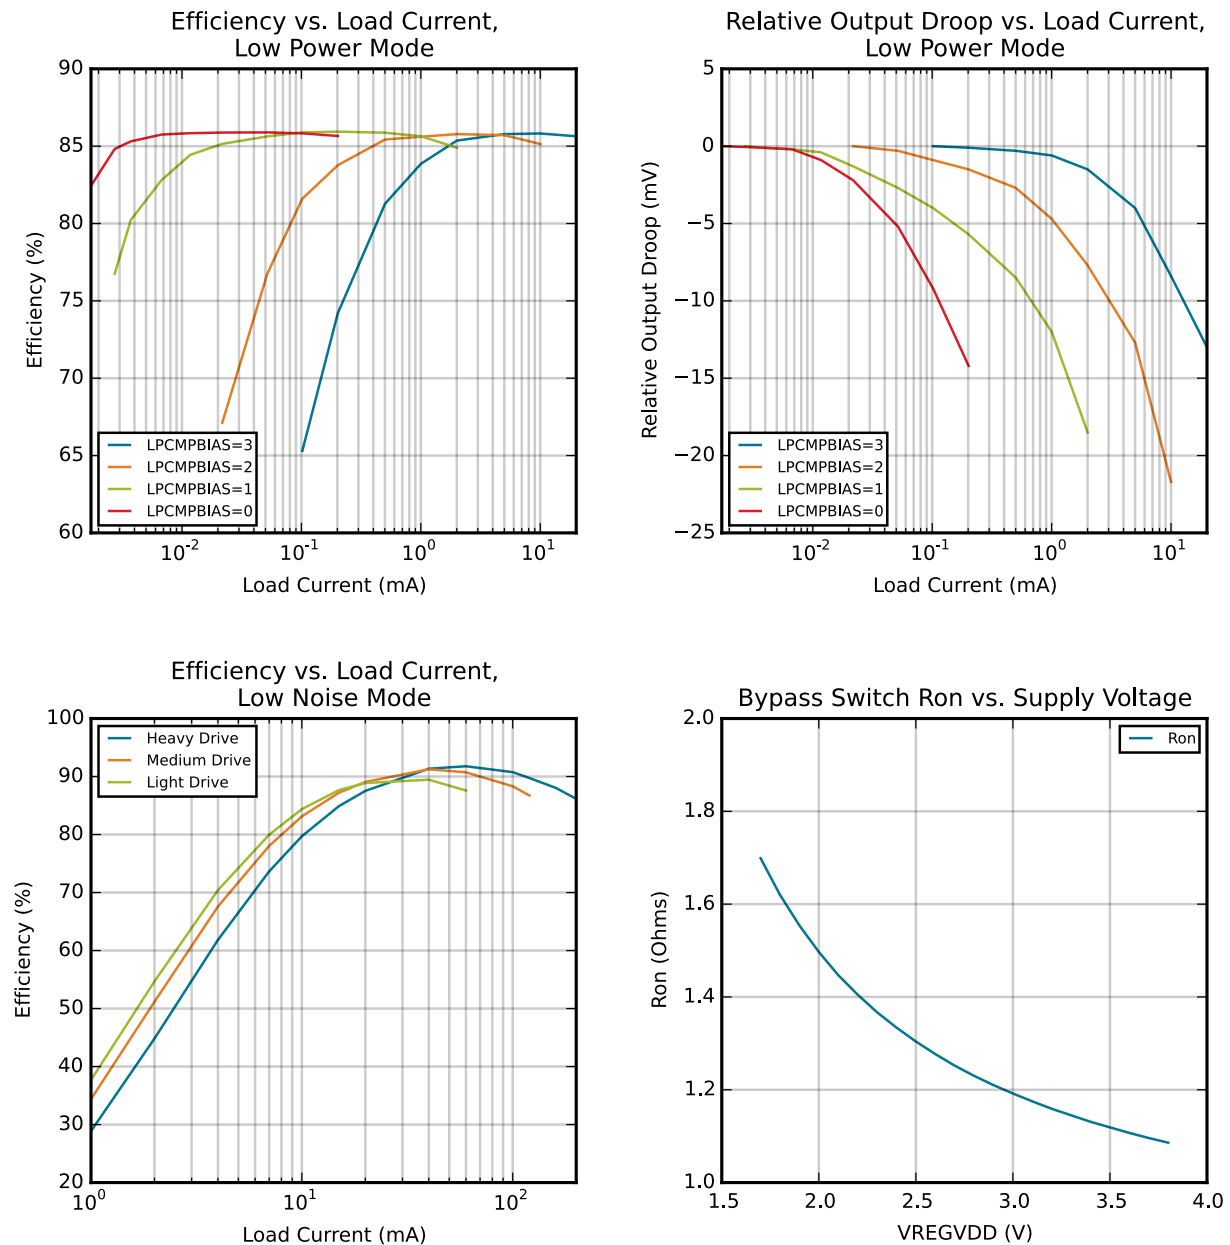 Efficiency vs. Load Current,
Low Power Mode
90
85
80
75
70
65
60
Efficiency (%)
LPCMPBIAS=3
LPCMPBIAS=2
LPCMPBIAS=1
LPCMPBIAS=0
10⁻² 10⁻¹ 10⁰ 10¹
Load Current (mA)
Relative Output Droop vs. Load Current,
Low Power Mode
5
0
−5
−10
−15
−20
−25
Relative Output Droop (mV)
LPCMPBIAS=3
LPCMPBIAS=2
LPCMPBIAS=1
LPCMPBIAS=0
10⁻² 10⁻¹ 10⁰ 10¹
Load Current (mA)
Efficiency vs. Load Current,
Low Noise Mode
100
90
80
70
60
50
40
30
20
Efficiency (%)
Heavy Drive
Medium Drive
Light Drive
10⁰ 10¹ 10²
Load Current (mA)
Bypass Switch Ron vs. Supply Voltage
2.0
1.8
1.6
1.4
1.2
1.0
Ron (Ohms)
Ron
1.5 2.0 2.5 3.0 3.5 4.0
VREGVDD (V)